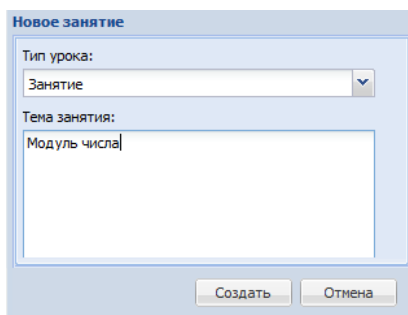 Новое занятие
Тип урока:
Занятие
Тема занятия:
Модуль числа
Создать Отмена